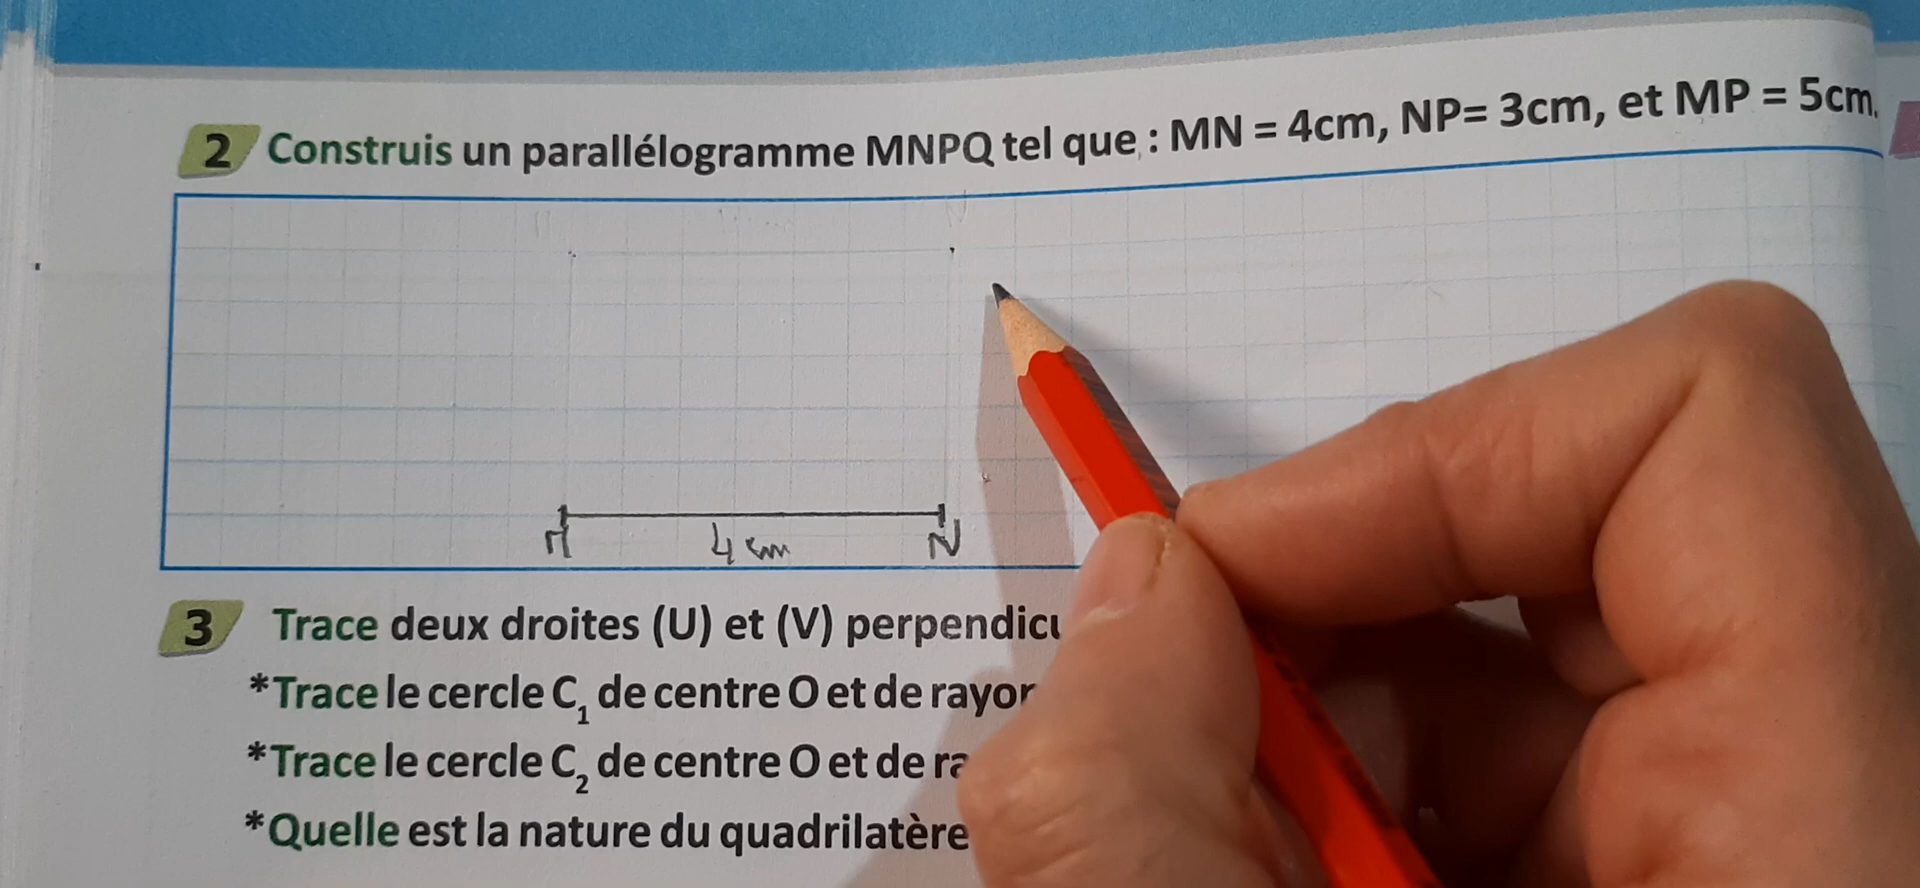 2 Construis un parallélogramme MNPQ tel que : MN = 4cm, NP= 3cm, et MP = 5cm.
M 4 cm N
3 Trace deux droites (U) et (V) perpendicu
*Trace le cercle C₁ de centre O et de rayon
*Trace le cercle C₂ de centre O et de ra
*Quelle est la nature du quadrilatère